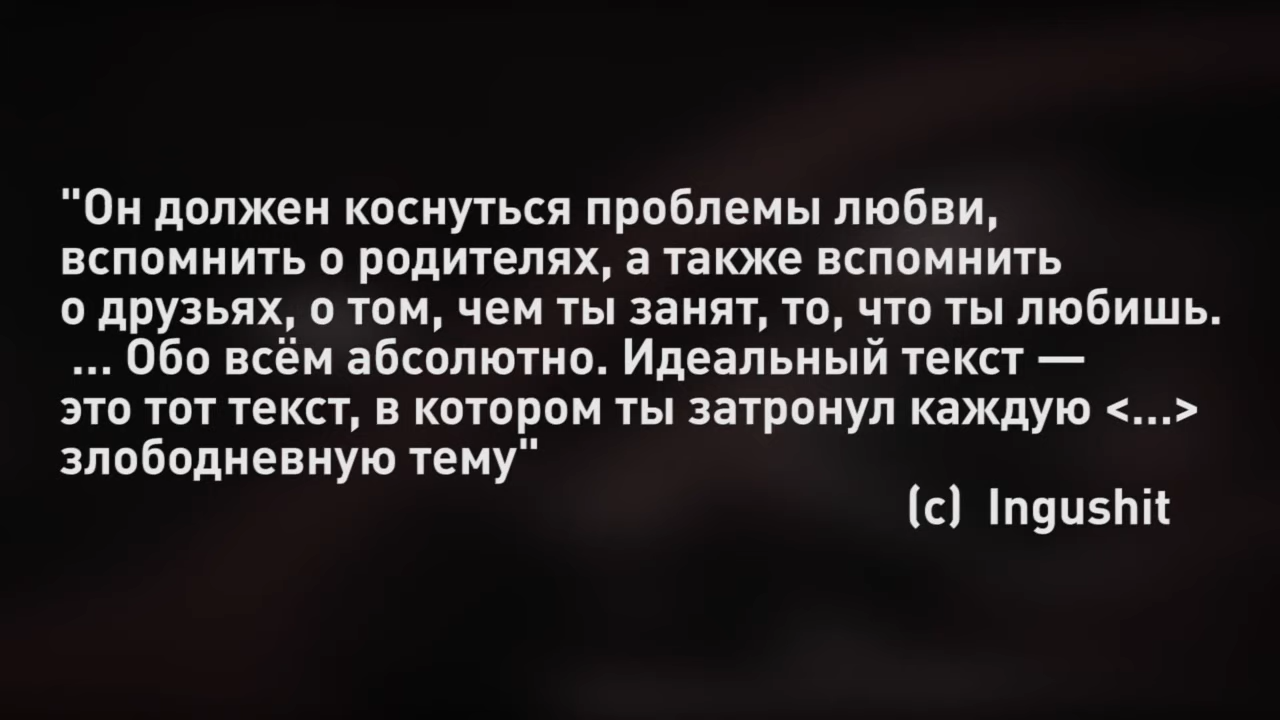 "Он должен коснуться проблемы любви,
вспомнить о родителях, а также вспомнить
о друзьях, о том, чем ты занят, то, что ты любишь.
... Обо всём абсолютно. Идеальный текст —
это тот текст, в котором ты затронул каждую <...>
злободневную тему"
(c) Ingushit